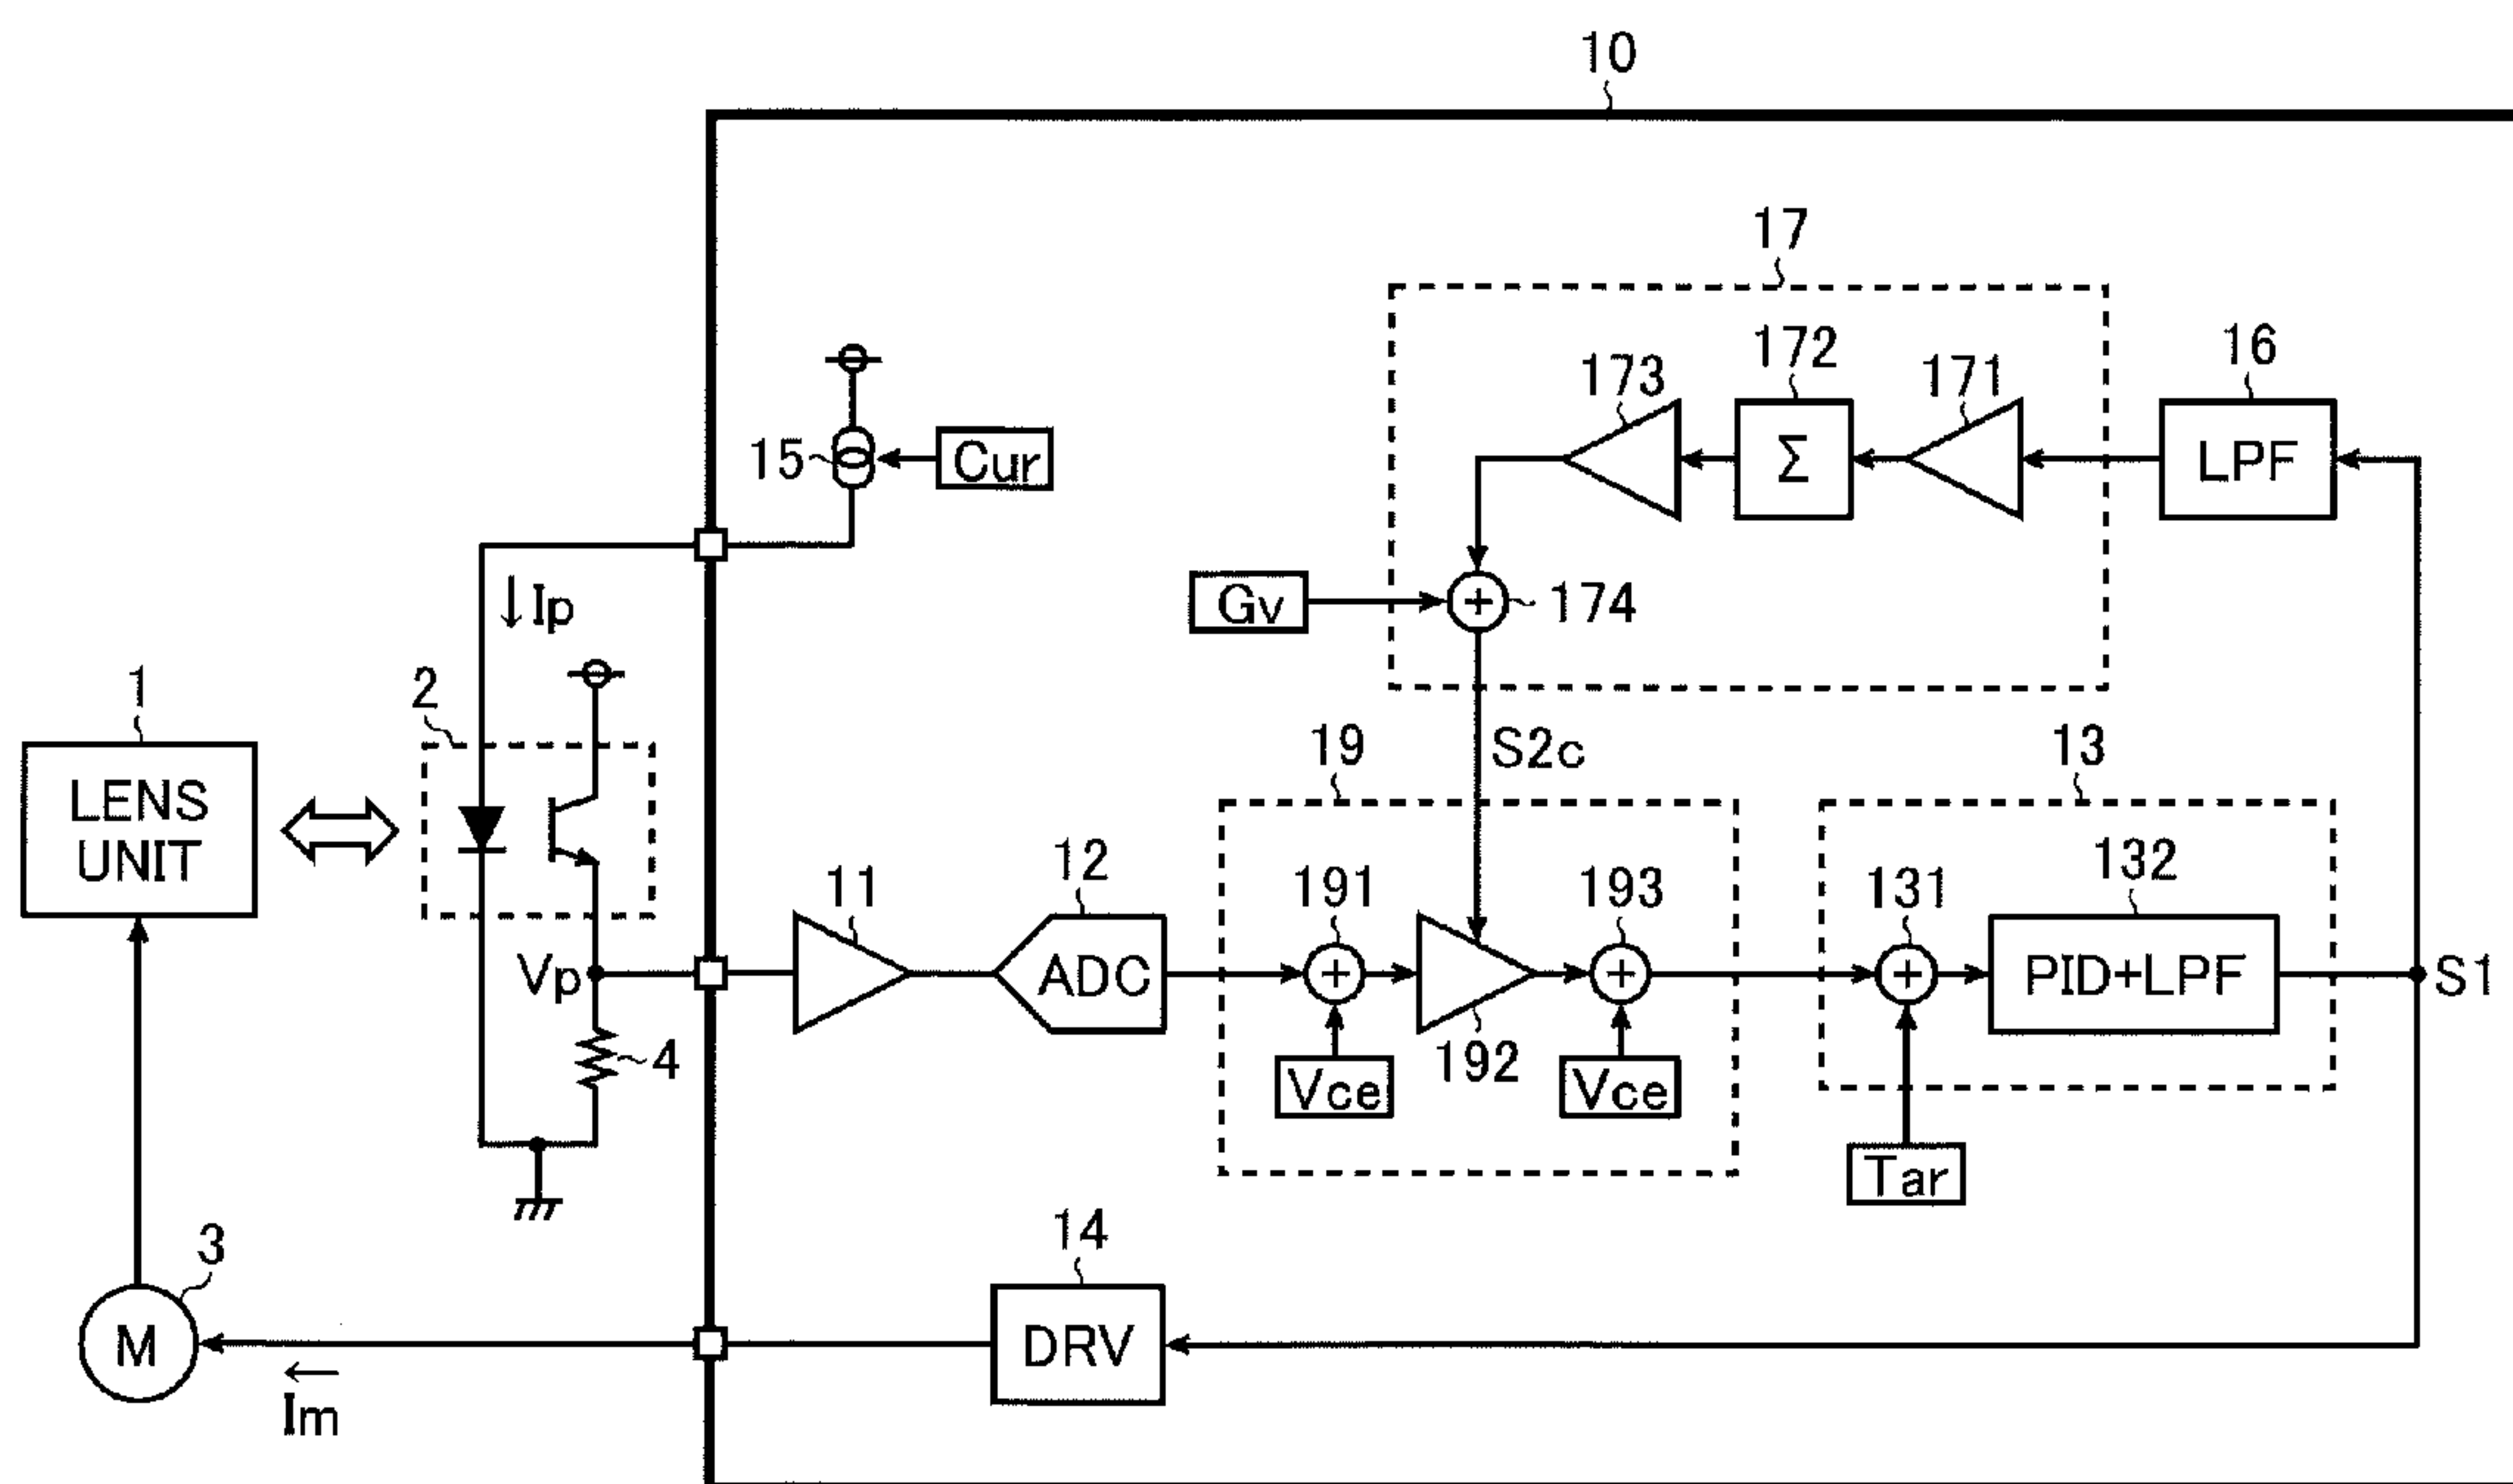 10
17
173
172
171
16
Σ
LPF
15
Cur
Ip
Gv
174
1
2
LENS
UNIT
S2c
19
13
11
12
191
193
131
132
Vp
ADC
PID+LPF
S1
4
Vce
192
Vce
Tar
3
14
M
DRV
Im